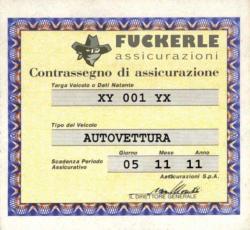 FUCKERLE
assicurazioni
Contrassegno di assicurazione
Targa Veicolo o Dati Natante
XY 001 YX
Tipo del Veicolo
AUTOVETTURA
Giorno Mese Anno
Scadenza Periodo
Assicurativo
05 11 11
Assicurazioni S.p.A.
IL DIRETTORE GENERALE